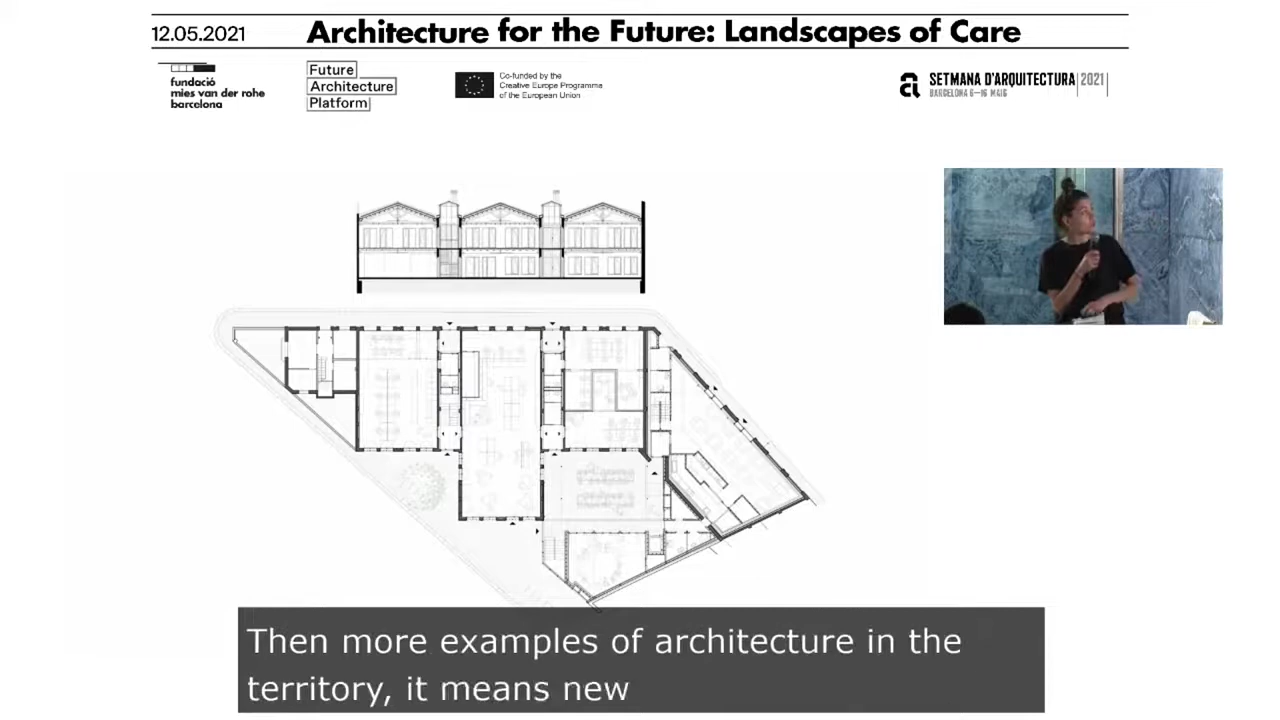 12.05.2021
Architecture for the Future: Landscapes of Care
fundació
mies van der rohe
barcelona
Future
Architecture
Platform
Co-funded by the
Creative Europe Programme
of the European Union
a
SETMANA D'ARQUITECTURA 2021
BARCELONA 6—16 MAIG
Then more examples of architecture in the
territory, it means new